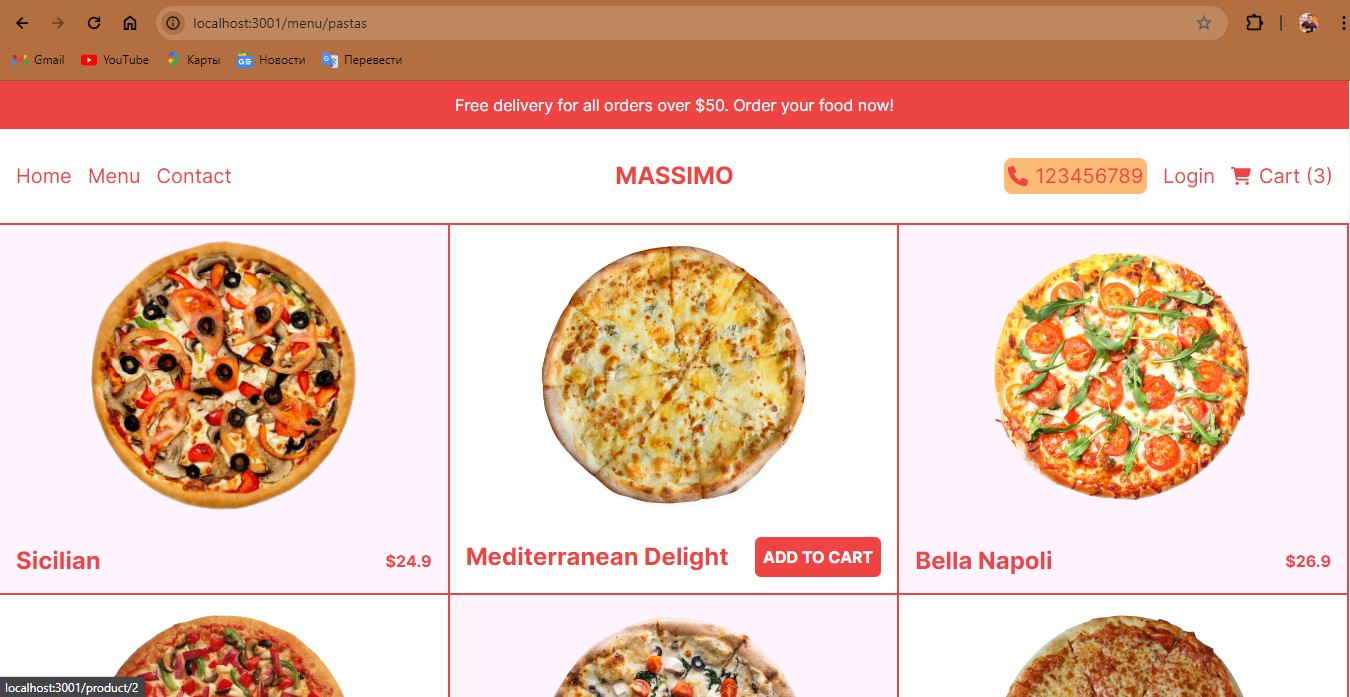 localhost:3001/menu/pastas
Gmail YouTube Карты Новости Перевести
Free delivery for all orders over $50. Order your food now!
Home Menu Contact MASSIMO 123456789 Login Cart (3)
Sicilian $24.9 Mediterranean Delight ADD TO CART Bella Napoli $26.9
localhost:3001/product/2